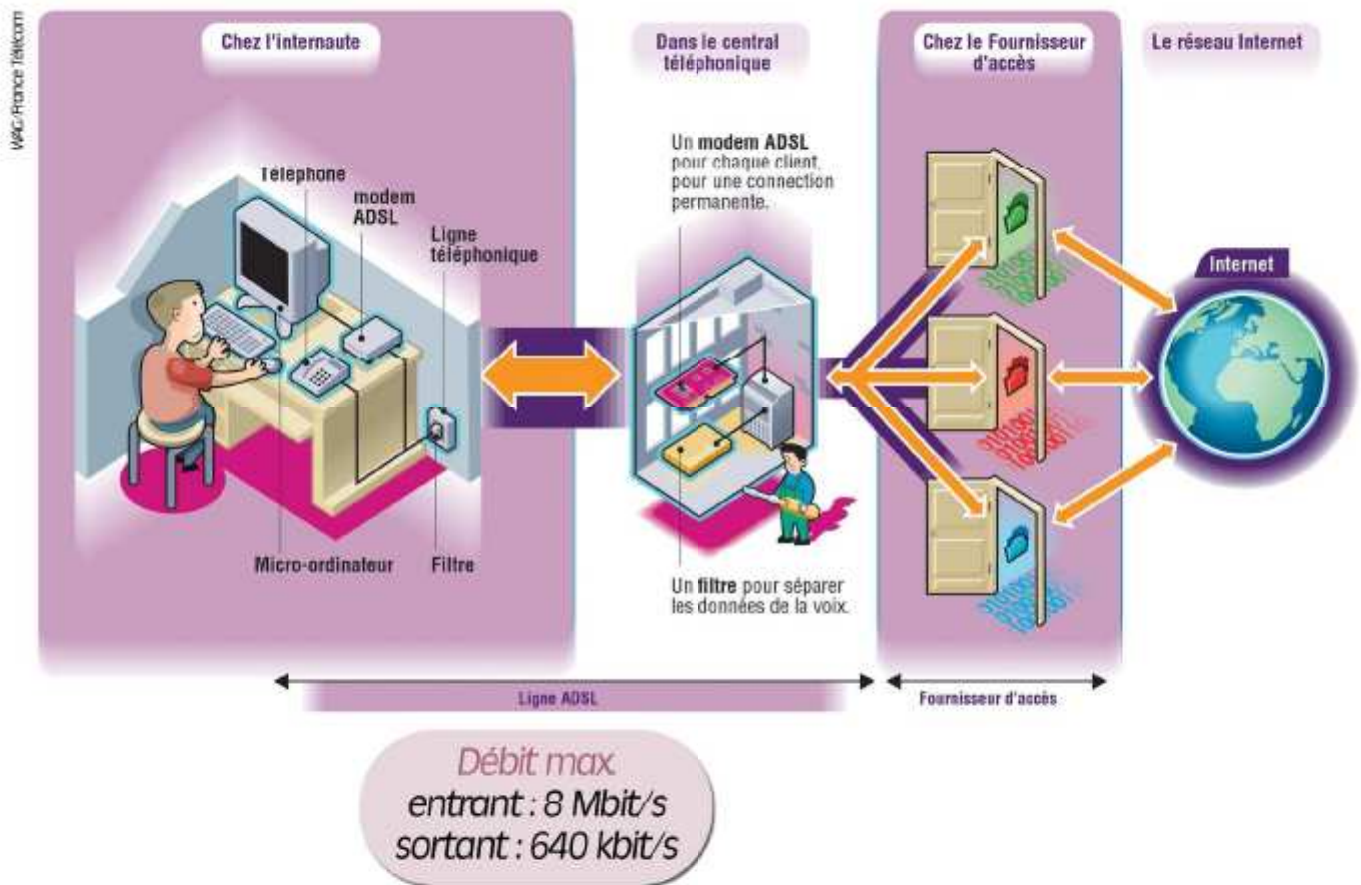 WAG/France Télécom
Chez l'internaute
Dans le central
téléphonique
Chez le Fournisseur
d'accès
Le réseau Internet
Un modem ADSL
pour chaque client,
pour une connection
permanente.
Téléphone
modem
ADSL
Ligne
téléphonique
Internet
Micro-ordinateur
Filtre
Un filtre pour séparer
les données de la voix.
Ligne ADSL
Fournisseur d'accès
Débit max
entrant : 8 Mbit/s
sortant : 640 kbit/s